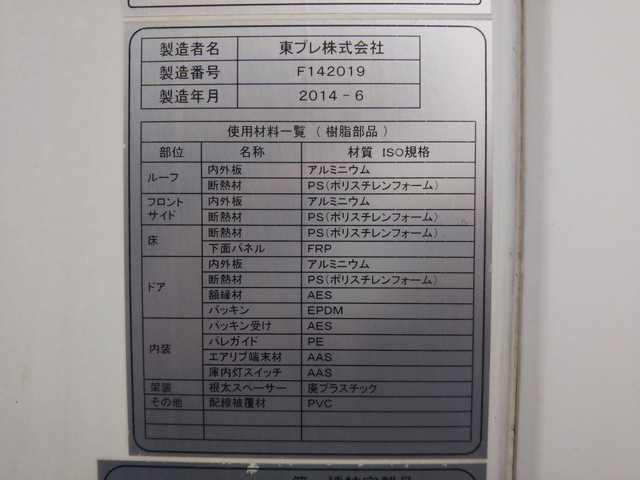 製造者名 東プレ株式会社
製造番号 F142019
製造年月 2014-6
使用材料一覧 (樹脂部品)
部位 名称 材質 ISO規格
ルーフ 内外板 アルミニウム
断熱材 PS(ポリスチレンフォーム)
フロントサイド 内外板 アルミニウム
断熱材 PS(ポリスチレンフォーム)
床 断熱材 PS(ポリスチレンフォーム)
下面パネル FRP
ドア 内外板 アルミニウム
断熱材 PS(ポリスチレンフォーム)
額縁材 AES
パッキン EPDM
内装 パッキン受け AES
パレガイド PE
エアリブ端末材 AAS
庫内灯スイッチ AAS
架装 根太スペーサー 廃プラスチック
その他 配線被覆材 PVC